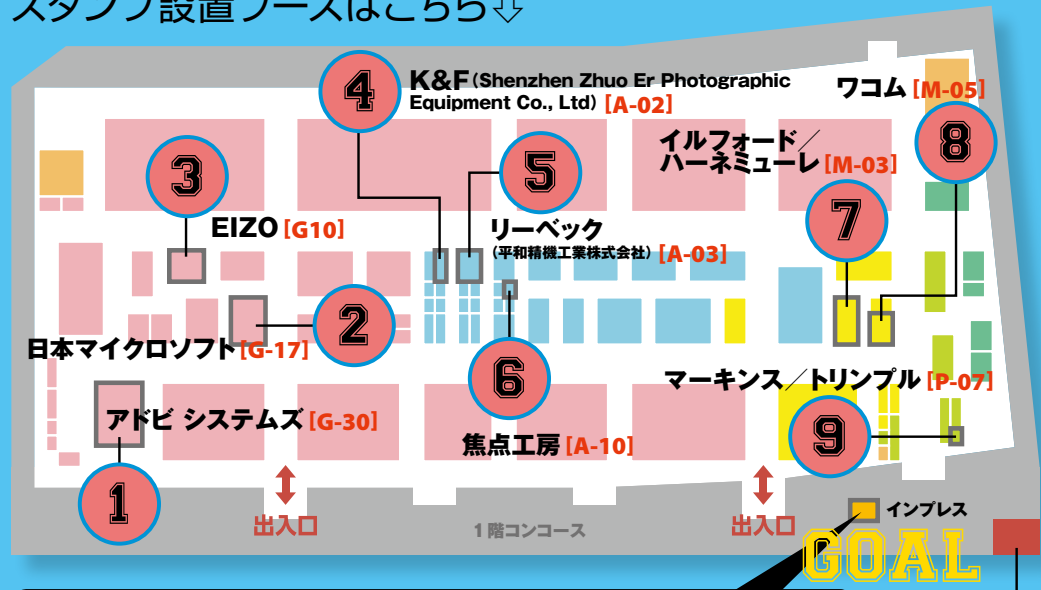 スタンプ設置ブースはこちら⇩
4
K&F (Shenzhen Zhuo Er Photographic
Equipment Co., Ltd) [A-02]
ワコム [M-05]
8
イルフォード／
ハーネミューレ [M-03]
7
3
EIZO [G10]
5
リーベック
(平和精機工業株式会社) [A-03]
2
日本マイクロソフト [G-17]
6
焦点工房 [A-10]
マーキンス／トリンプル [P-07]
9
アドビ システムズ [G-30]
1
出入口
1階コンコース
出入口
インプレス
GOAL